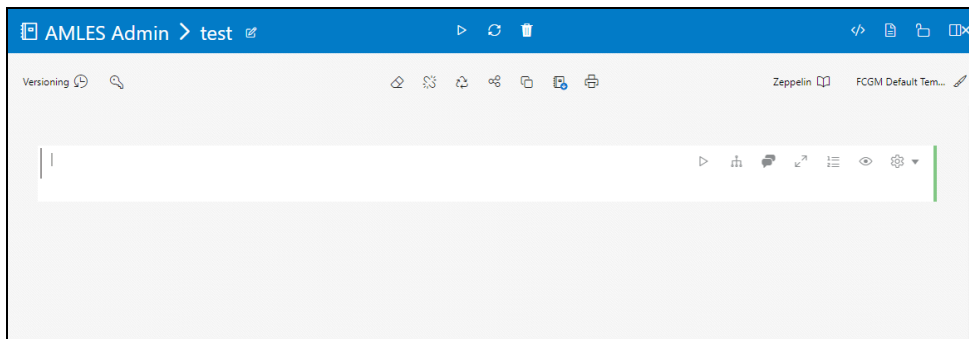 AMLES Admin > test
Versioning
Zeppelin
FCGM Default Tem...